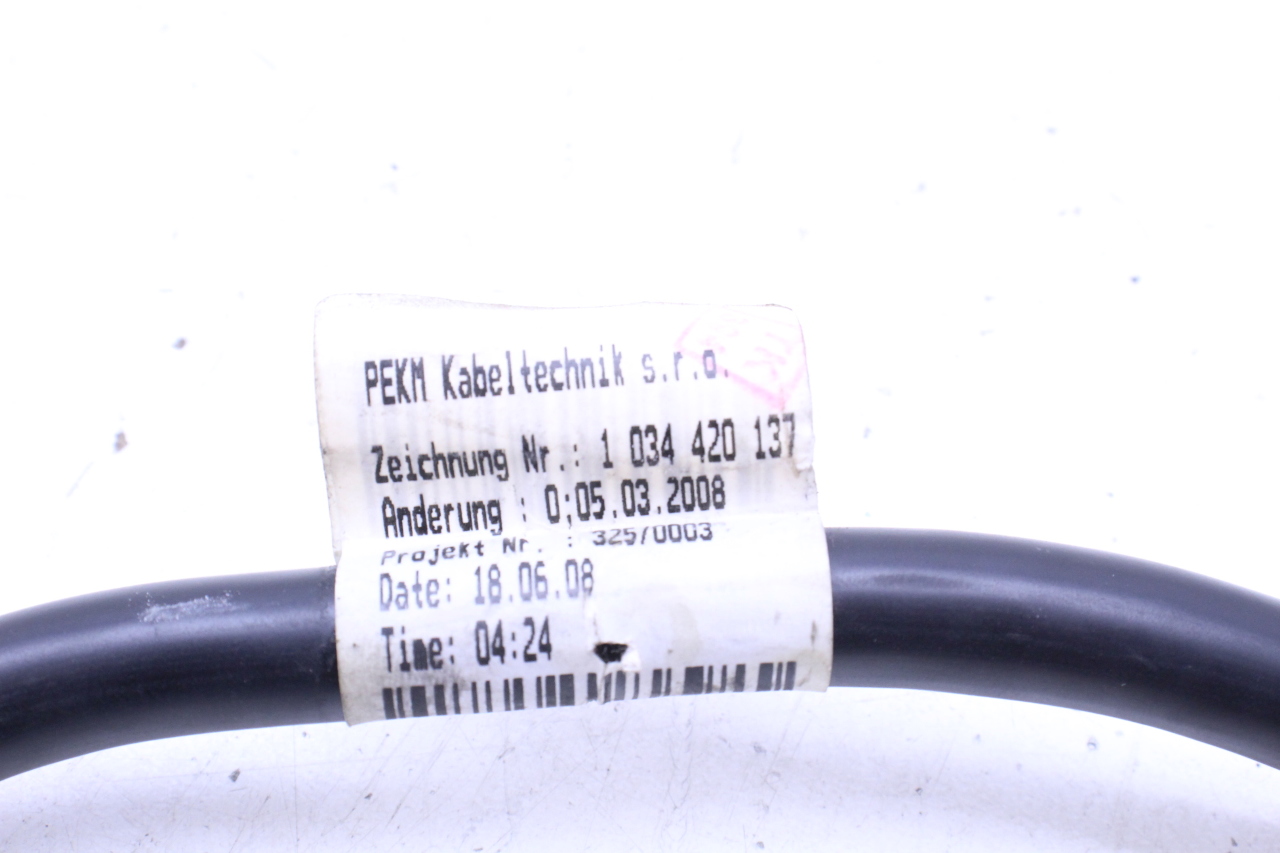 PEKM Kabeltechnik s.r.o.
Zeichnung Nr.: 1 034 420 137
Änderung : 0;05.03.2008
Projekt Nr. : 32570003
Date: 18.06.08
Time: 04:24